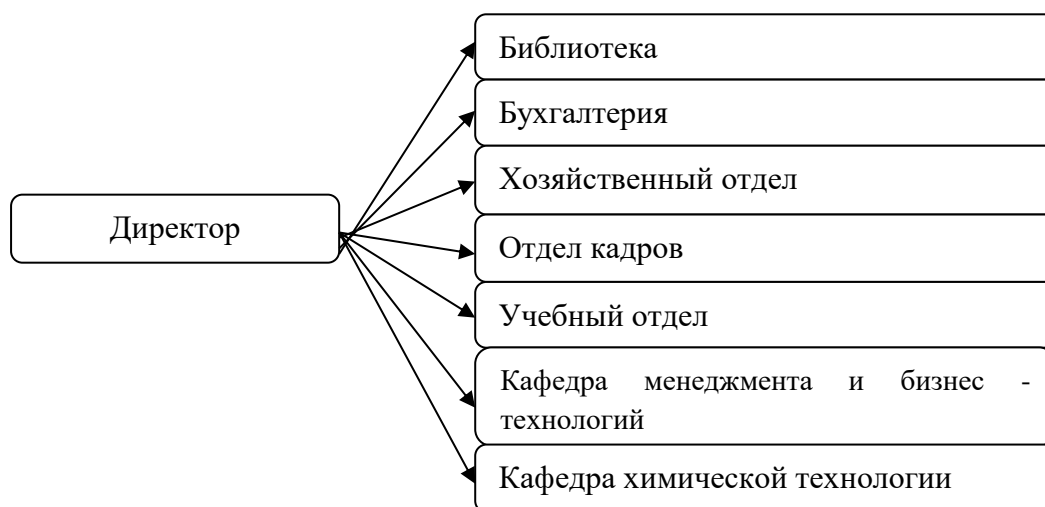 Библиотека
Бухгалтерия
Хозяйственный отдел
Директор
Отдел кадров
Учебный отдел
Кафедра менеджмента и бизнес -
технологий
Кафедра химической технологии